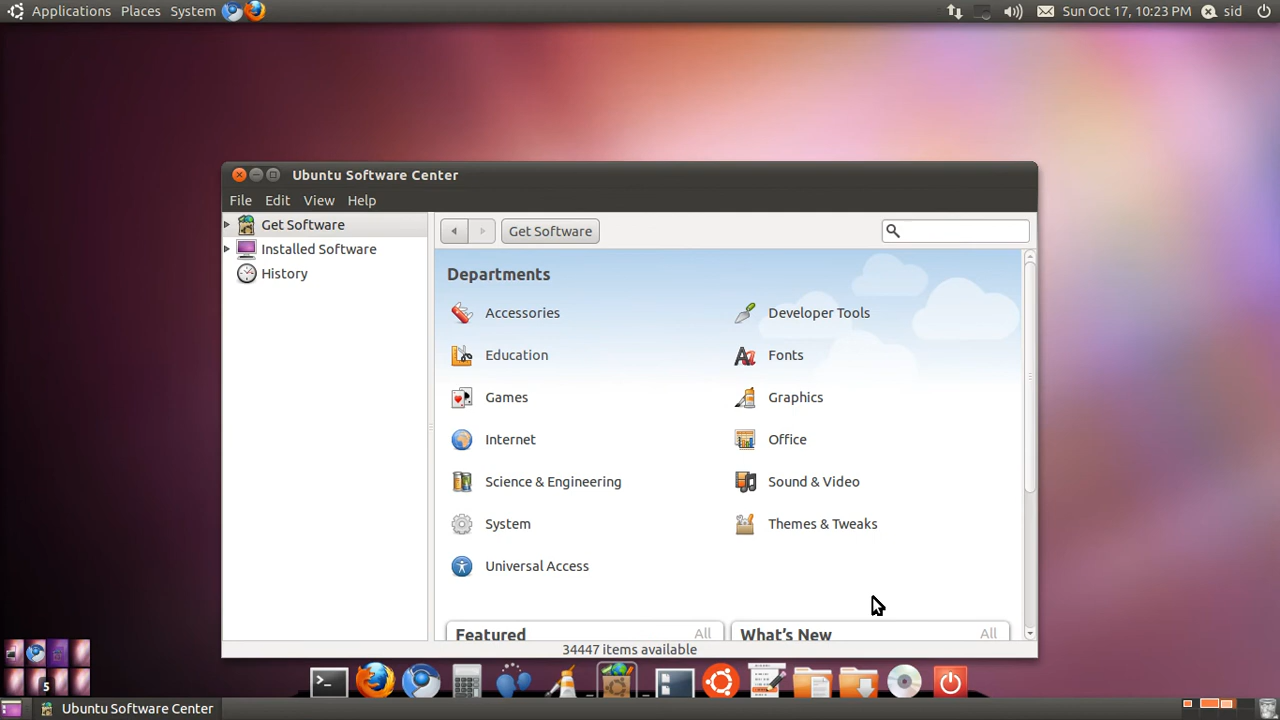 Applications Places System
Sun Oct 17, 10:23 PM sid
Ubuntu Software Center
File Edit View Help
Get Software
Installed Software
History
Get Software
Departments
Accessories
Developer Tools
Education
Fonts
Games
Graphics
Internet
Office
Science & Engineering
Sound & Video
System
Themes & Tweaks
Universal Access
Featured All
What's New All
34447 items available
5
Ubuntu Software Center